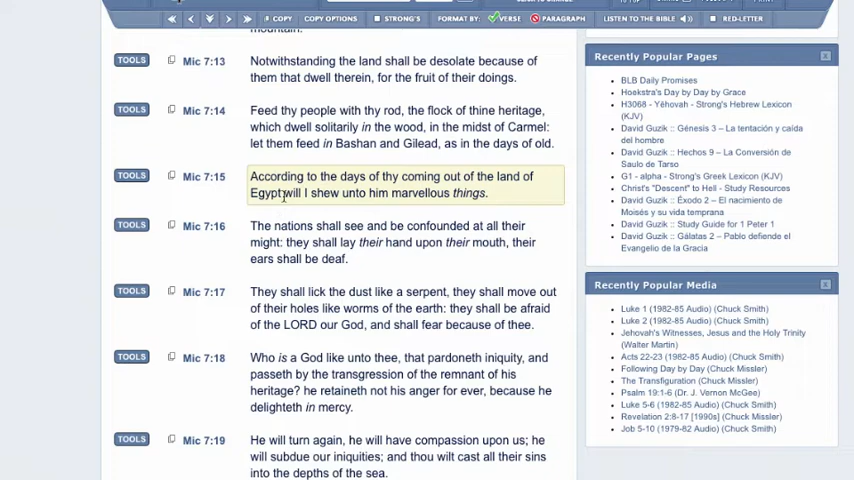 COPY COPY OPTIONS STRONG'S FORMAT BY: VERSE PARAGRAPH LISTEN TO THE BIBLE RED-LETTER
mountain.
TOOLS Mic 7:13 Notwithstanding the land shall be desolate because of
them that dwell therein, for the fruit of their doings.
TOOLS Mic 7:14 Feed thy people with thy rod, the flock of thine heritage,
which dwell solitarily in the wood, in the midst of Carmel:
let them feed in Bashan and Gilead, as in the days of old.
TOOLS Mic 7:15 According to the days of thy coming out of the land of
Egypt will I shew unto him marvellous things.
TOOLS Mic 7:16 The nations shall see and be confounded at all their
might: they shall lay their hand upon their mouth, their
ears shall be deaf.
TOOLS Mic 7:17 They shall lick the dust like a serpent, they shall move out
of their holes like worms of the earth: they shall be afraid
of the LORD our God, and shall fear because of thee.
TOOLS Mic 7:18 Who is a God like unto thee, that pardoneth iniquity, and
passeth by the transgression of the remnant of his
heritage? he retaineth not his anger for ever, because he
delighteth in mercy.
TOOLS Mic 7:19 He will turn again, he will have compassion upon us; he
will subdue our iniquities; and thou wilt cast all their sins
into the depths of the sea.
Recently Popular Pages
BLB Daily Promises
Hoekstra's Day by Day by Grace
H3068 - Yĕhovah - Strong's Hebrew Lexicon
(KJV)
David Guzik :: Génesis 3 – La tentación y caída
del hombre
David Guzik :: Hechos 9 – La Conversión de
Saulo de Tarso
G1 - alpha - Strong's Greek Lexicon (KJV)
Christ's "Descent" to Hell - Study Resources
David Guzik :: Éxodo 2 – El nacimiento de
Moisés y su vida temprana
David Guzik :: Study Guide for 1 Peter 1
David Guzik :: Gálatas 2 – Pablo defiende el
Evangelio de la Gracia
Recently Popular Media
Luke 1 (1982-85 Audio) (Chuck Smith)
Luke 2 (1982-85 Audio) (Chuck Smith)
Jehovah's Witnesses, Jesus and the Holy Trinity
(Walter Martin)
Acts 22-23 (1982-85 Audio) (Chuck Smith)
Following Day by Day (Chuck Missler)
The Transfiguration (Chuck Missler)
Psalm 19:1-6 (Dr. J. Vernon McGee)
Luke 5-6 (1982-85 Audio) (Chuck Smith)
Revelation 2:8-17 [1990s] (Chuck Missler)
Job 5-10 (1979-82 Audio) (Chuck Smith)